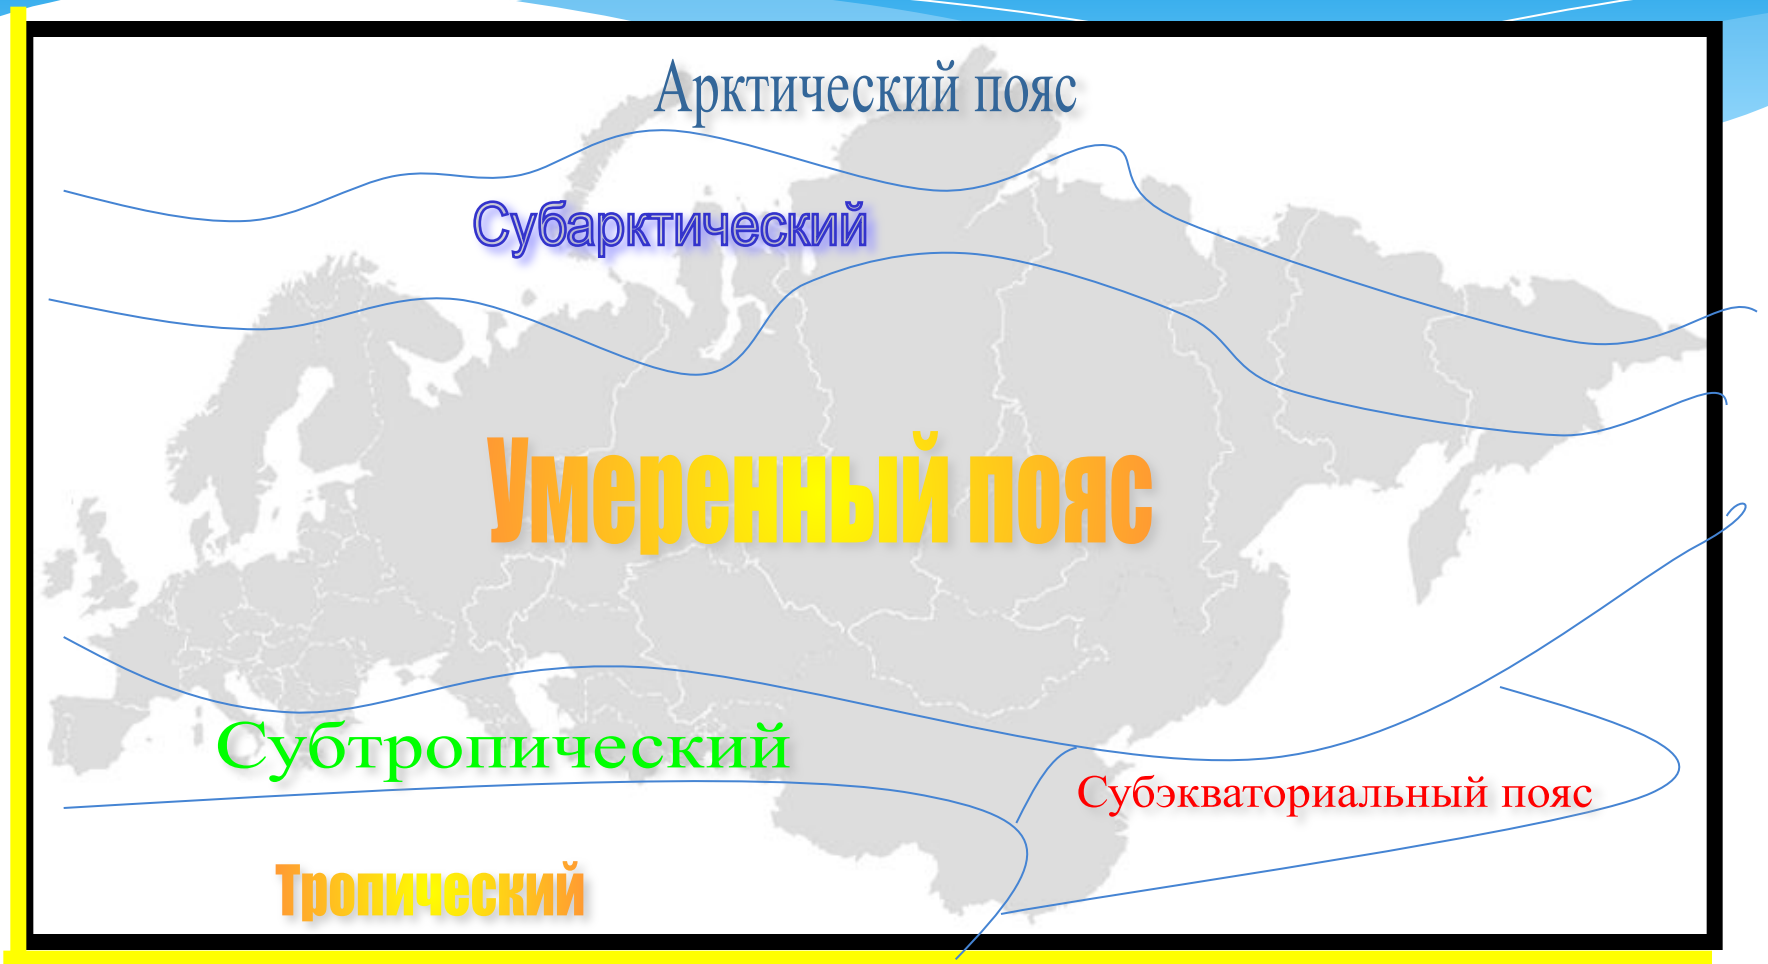 Арктический пояс
Субарктический
Умеренный пояс
Субтропический
Субэкваториальный пояс
Тропический